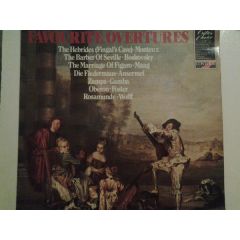 FAVOURITE OVERTURES
The Hebrides (Fingal's Cave)-Monteux
The Barber Of Seville-Boskovsky
The Marriage Of Figaro-Maag
Die Fledermaus-Ansermet
Zampa-Gamba
Oberon-Foster
Rosamunde-Wolff